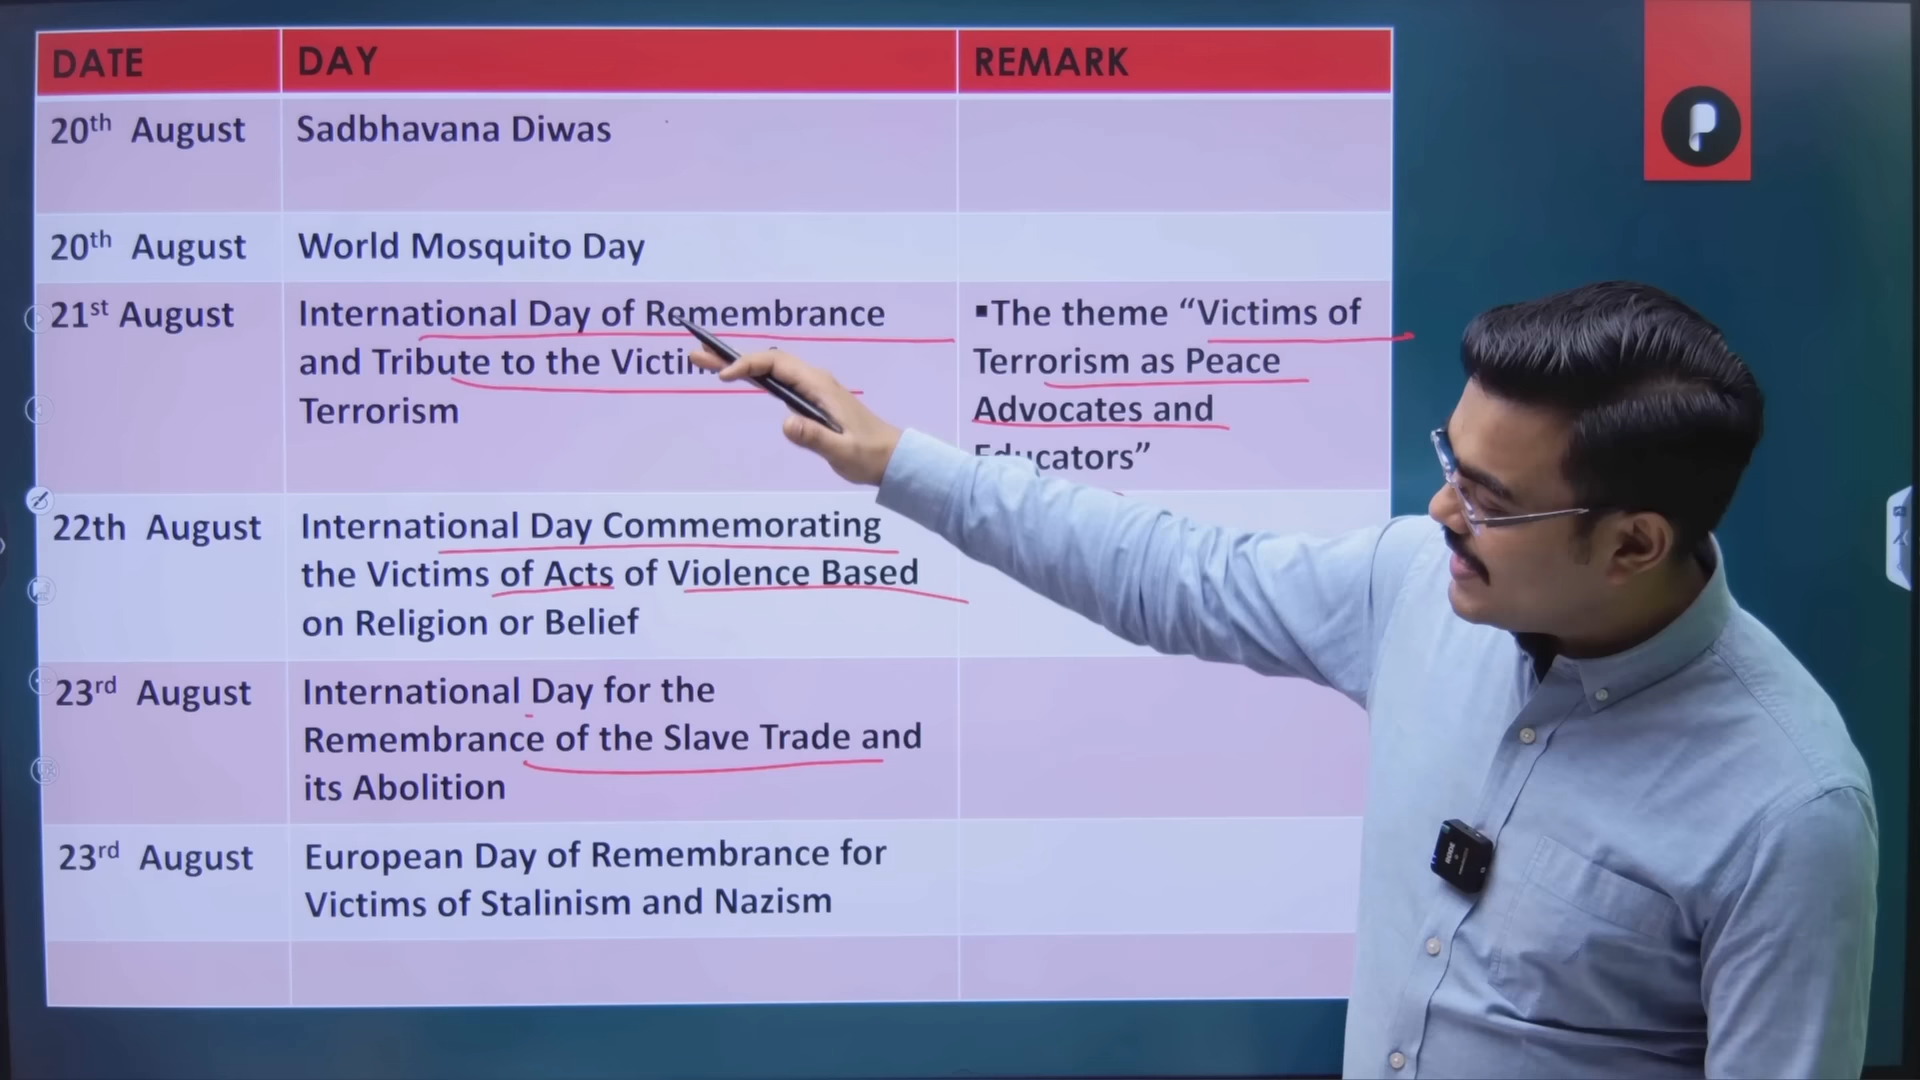 DATE DAY REMARK
20th August Sadbhavana Diwas
20th August World Mosquito Day
21st August International Day of Remembrance
and Tribute to the
Terrorism
▪The theme “Victims of
Terrorism as Peace
Advocates and
Educators”
22th August International Day Commemorating
the Victims of Acts of Violence Based
on Religion or Belief
23rd August International Day for the
Remembrance of the Slave Trade and
its Abolition
23rd August European Day of Remembrance for
Victims of Stalinism and Nazism
RODE